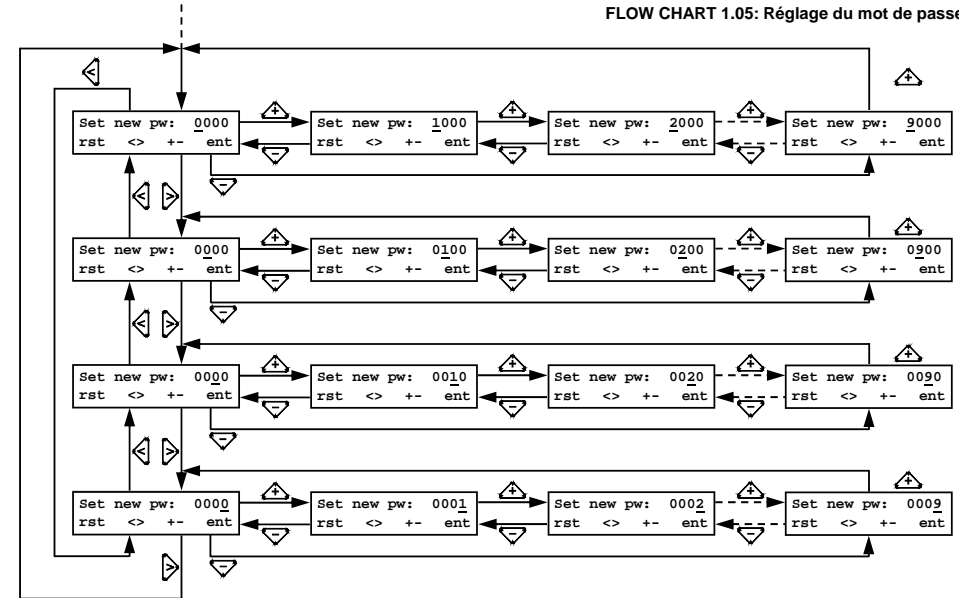 FLOW CHART 1.05: Réglage du mot de passe
<
+
Set new pw: 0000
rst <> +- ent
+
-
Set new pw: 1000
rst <> +- ent
+
-
Set new pw: 2000
rst <> +- ent
+
-
Set new pw: 9000
rst <> +- ent
-
< >
Set new pw: 0000
rst <> +- ent
+
-
Set new pw: 0100
rst <> +- ent
+
-
Set new pw: 0200
rst <> +- ent
+
-
+
Set new pw: 0900
rst <> +- ent
-
< >
Set new pw: 0000
rst <> +- ent
+
-
Set new pw: 0010
rst <> +- ent
+
-
Set new pw: 0020
rst <> +- ent
+
-
+
Set new pw: 0090
rst <> +- ent
-
< >
Set new pw: 0000
rst <> +- ent
+
-
Set new pw: 0001
rst <> +- ent
+
-
Set new pw: 0002
rst <> +- ent
+
-
+
Set new pw: 0009
rst <> +- ent
>
-